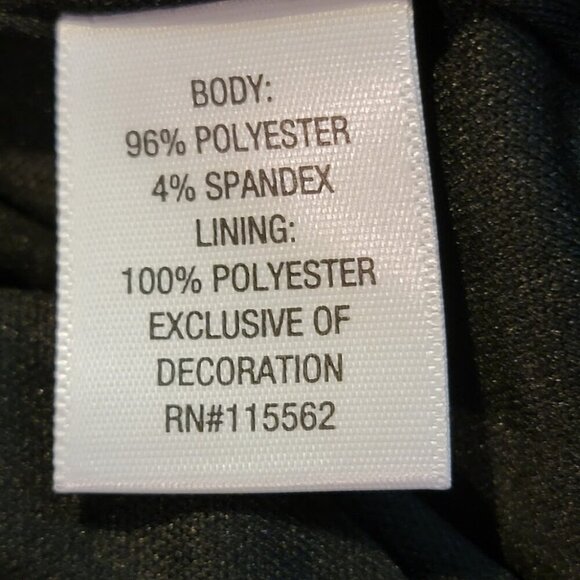 BODY:
96% POLYESTER
4% SPANDEX
LINING:
100% POLYESTER
EXCLUSIVE OF
DECORATION
RN#115562